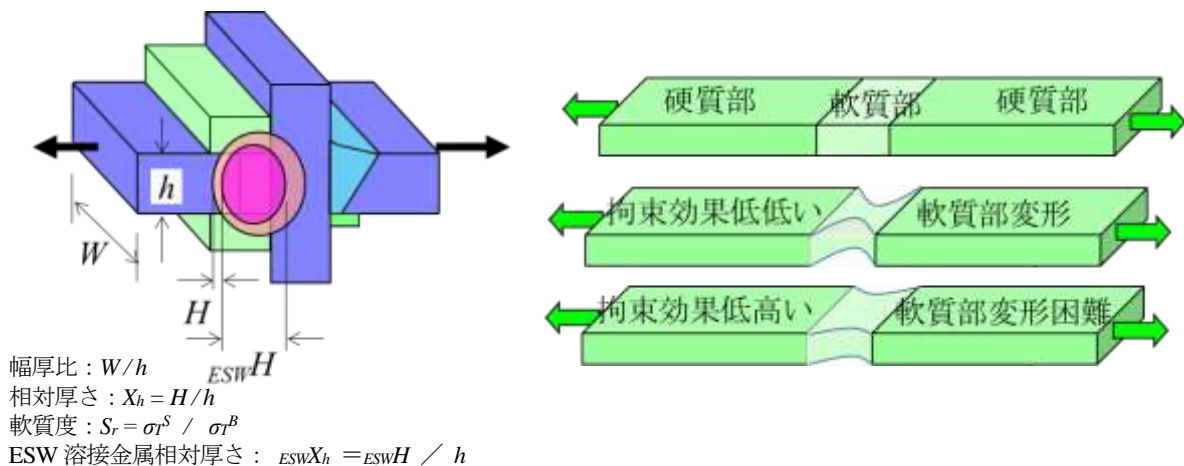 h
W
H
ESWH
幅厚比：W/h
相対厚さ：Xh = H/h
軟質度：Sr = σTS / σTB
ESW 溶接金属相対厚さ： ESWXh ＝ESWH ／ h
硬質部 軟質部 硬質部
拘束効果低低い 軟質部変形
拘束効果低高い 軟質部変形困難